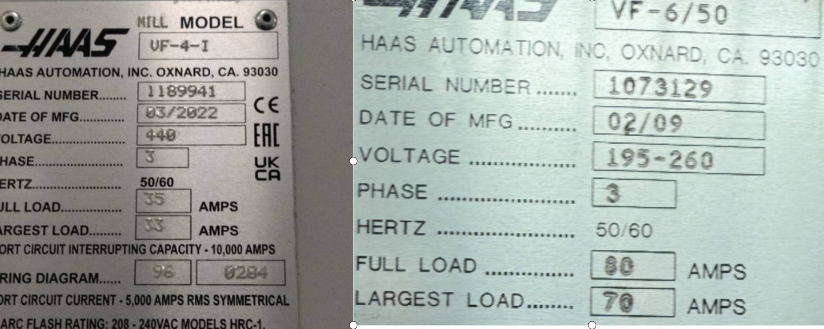 MILL MODEL
HAAS VF-4-I
HAAS AUTOMATION, INC. OXNARD, CA. 93030
SERIAL NUMBER....... 1189941
DATE OF MFG........... 03/2022
VOLTAGE................. 440
PHASE..................... 3
HERTZ..................... 50/60
FULL LOAD.............. 35 AMPS
LARGEST LOAD....... 33 AMPS
SHORT CIRCUIT INTERRUPTING CAPACITY - 10,000 AMPS
WIRING DIAGRAM...... 96 0284
SHORT CIRCUIT CURRENT - 5,000 AMPS RMS SYMMETRICAL
ARC FLASH RATING: 208 - 240VAC MODELS HRC-1.
CE
EAC
UK
CA
HAAS VF-6/50
HAAS AUTOMATION, INC, OXNARD, CA. 93030
SERIAL NUMBER ....... 1073129
DATE OF MFG .......... 02/09
VOLTAGE .................. 195-260
PHASE ....................... 3
HERTZ ....................... 50/60
FULL LOAD ............... 80 AMPS
LARGEST LOAD........ 70 AMPS